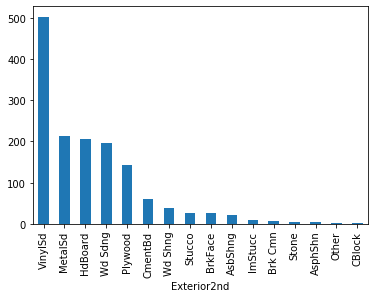 500
400
300
200
100
0
VinylSd
MetalSd
HdBoard
Wd Sdng
Plywood
CmentBd
Wd Shng
Stucco
BrkFace
AsbShng
ImStucc
Brk Cmn
Stone
AsphShn
Other
CBlock
Exterior2nd